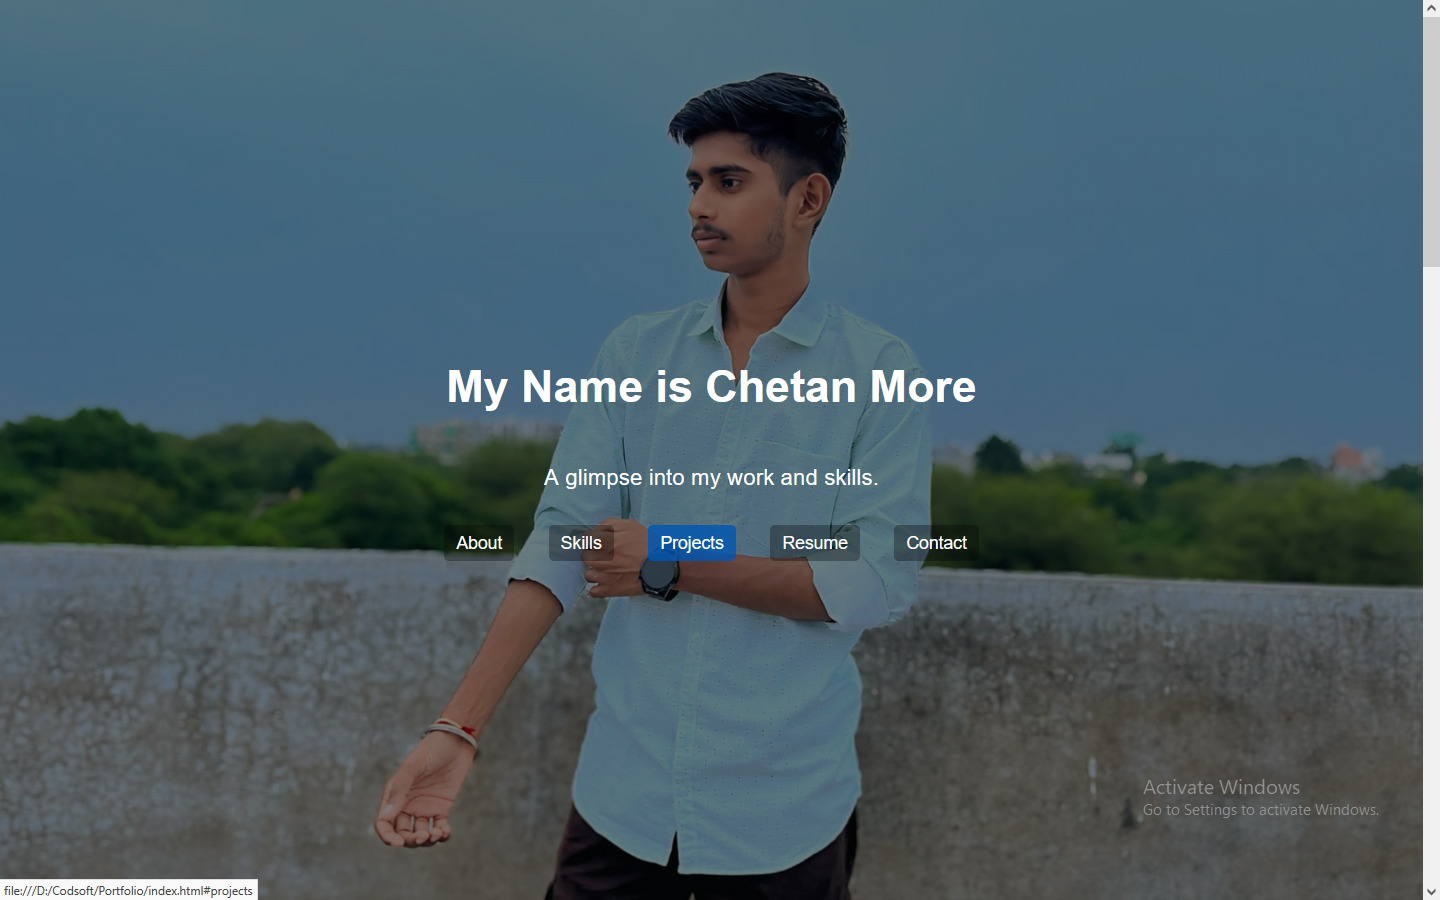 My Name is Chetan More
A glimpse into my work and skills.
About Skills Projects Resume Contact
Activate Windows
Go to Settings to activate Windows.
file:///D:/Codsoft/Portfolio/index.html#projects